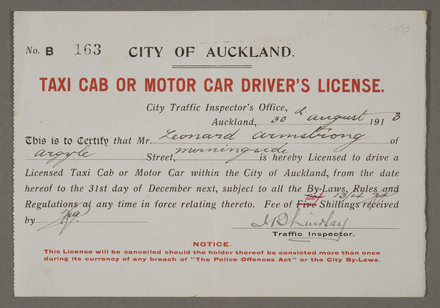 No. B 163 CITY OF AUCKLAND.
TAXI CAB OR MOTOR CAR DRIVER'S LICENSE.
City Traffic Inspector's Office,
Auckland, 30 august 1918
This is to Certify that Mr. Leonard Armstrong of
Argyle Street, Morningside is hereby Licensed to drive a
Licensed Taxi Cab or Motor Car within the City of Auckland, from the date
hereof to the 31st day of December next, subject to all the By-Laws, Rules and
Regulations at any time in force relating thereto. Fee of Five Shillings received
by
Traffic Inspector.
NOTICE.
This License will be cancelled should the holder thereof be convicted more than once
during its currency of any breach of "The Police Offences Act" or the City By-Laws.